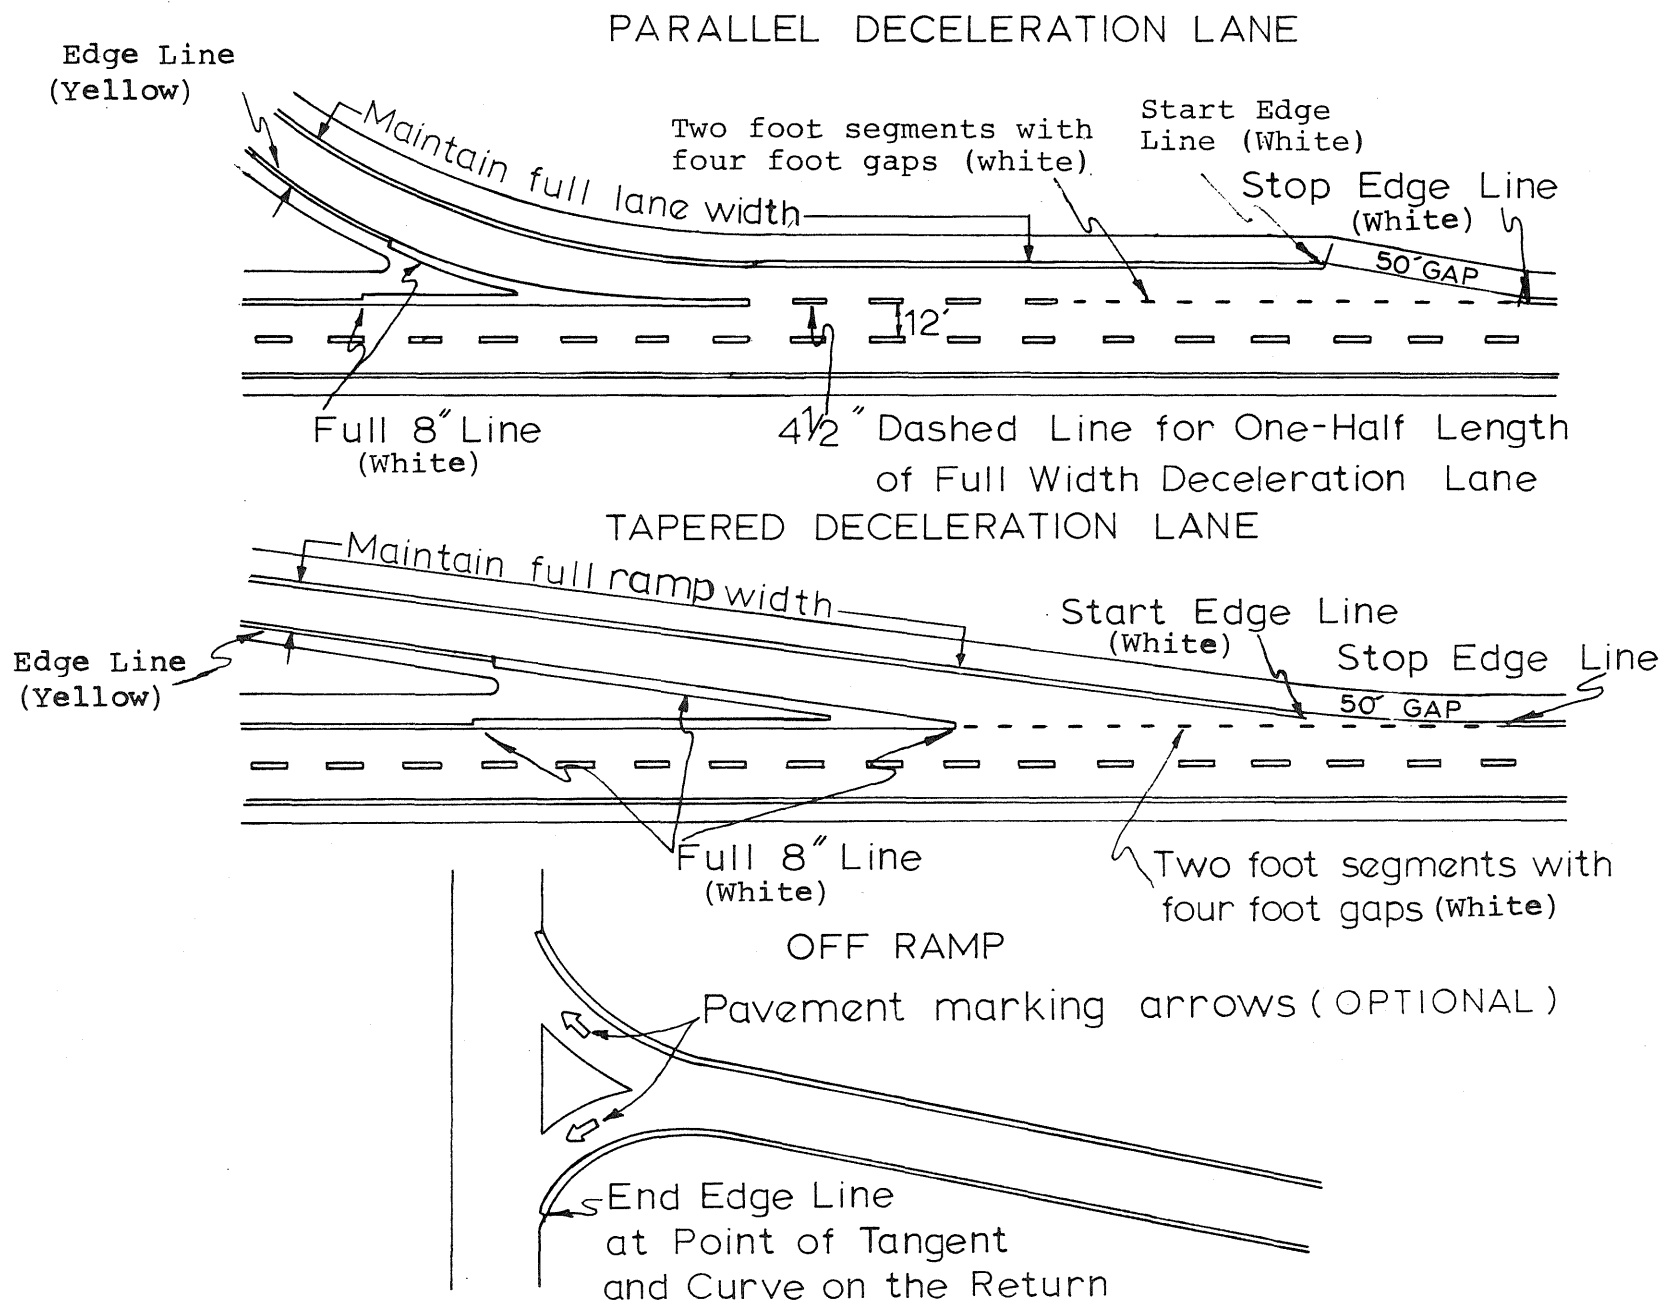 PARALLEL DECELERATION LANE
Edge Line
(Yellow)
Maintain full lane width
Two foot segments with
four foot gaps (white)
Start Edge
Line (White)
Stop Edge Line
(White)
50' GAP
12'
Full 8" Line
(White)
4½" Dashed Line for One-Half Length
of Full Width Deceleration Lane
TAPERED DECELERATION LANE
Maintain full ramp width
Start Edge Line
(White)
Stop Edge Line
Edge Line
(Yellow)
50' GAP
Full 8" Line
(White)
Two foot segments with
four foot gaps (White)
OFF RAMP
Pavement marking arrows (OPTIONAL)
End Edge Line
at Point of Tangent
and Curve on the Return